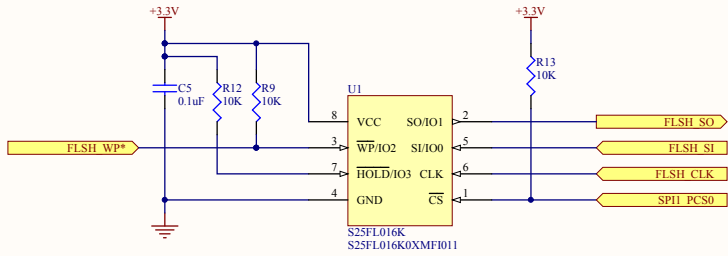 +3.3V
+3.3V
R13
10K
C5
0.1uF
R12
10K
R9
10K
U1
8
VCC
SO/IO1
2
FLSH_SO
FLSH_WP*
3
WP/IO2
SI/IO0
5
FLSH_SI
7
HOLD/IO3
CLK
6
FLSH_CLK
4
GND
CS
1
SPI1_PCS0
S25FL016K
S25FL016K0XMFI011